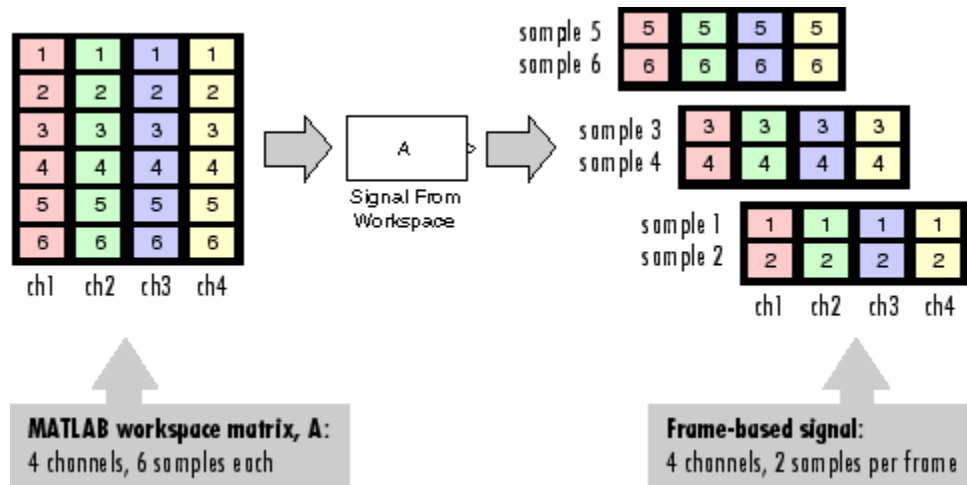 1 1 1 1
2 2 2 2
3 3 3 3
4 4 4 4
5 5 5 5
6 6 6 6
ch1 ch2 ch3 ch4
A
Signal From
Workspace
sample 5 5 5 5 5
sample 6 6 6 6 6
sample 3 3 3 3 3
sample 4 4 4 4 4
sample 1 1 1 1 1
sample 2 2 2 2 2
ch1 ch2 ch3 ch4
MATLAB workspace matrix, A:
4 channels, 6 samples each
Frame-based signal:
4 channels, 2 samples per frame